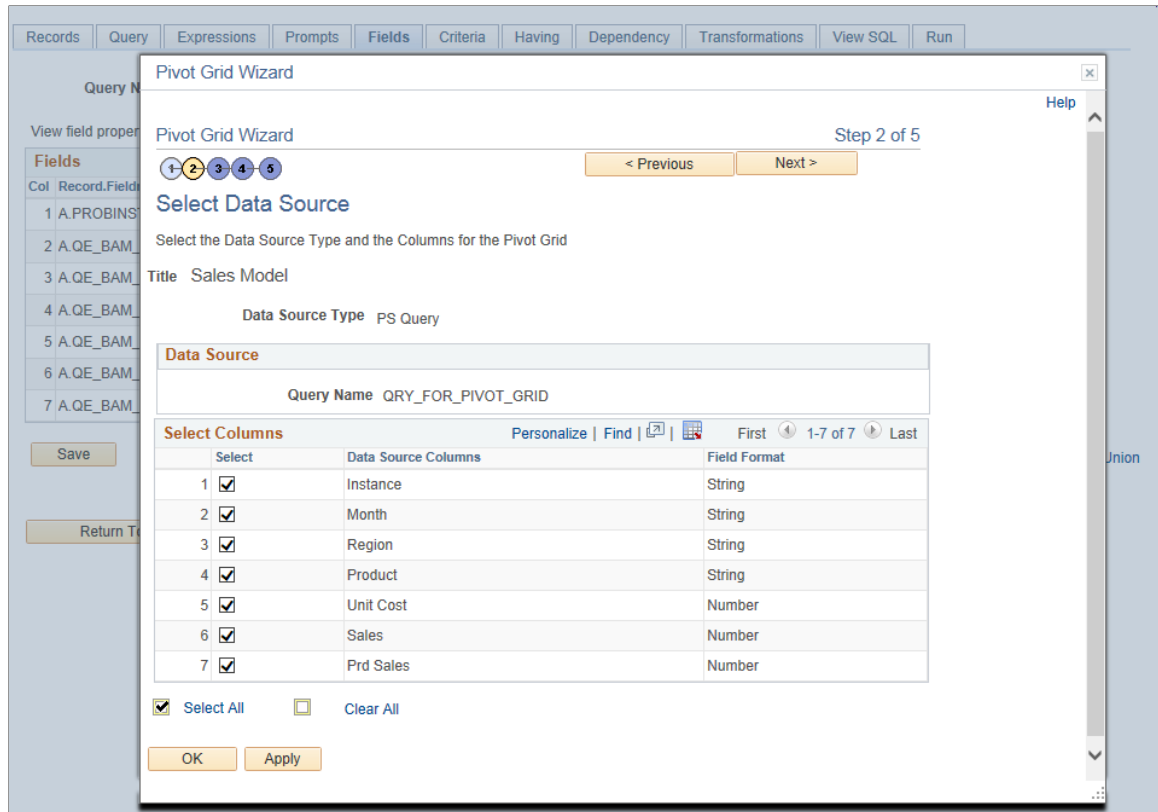 Records Query Expressions Prompts Fields Criteria Having Dependency Transformations View SQL Run
Pivot Grid Wizard
Query N
Help
View field proper
Pivot Grid Wizard Step 2 of 5
1 2 3 4 5 < Previous Next >
Fields
Col Record.Fieldn
1 A.PROBINS
2 A.QE_BAM_
3 A.QE_BAM_
4 A.QE_BAM_
5 A.QE_BAM_
6 A.QE_BAM_
7 A.QE_BAM_
Save
Return To
Union
Select Data Source
Select the Data Source Type and the Columns for the Pivot Grid
Title Sales Model
Data Source Type PS Query
Data Source
Query Name QRY_FOR_PIVOT_GRID
Select Columns Personalize | Find | | First 1-7 of 7 Last
Select Data Source Columns Field Format
1 Instance String
2 Month String
3 Region String
4 Product String
5 Unit Cost Number
6 Sales Number
7 Prd Sales Number
Select All Clear All
OK Apply